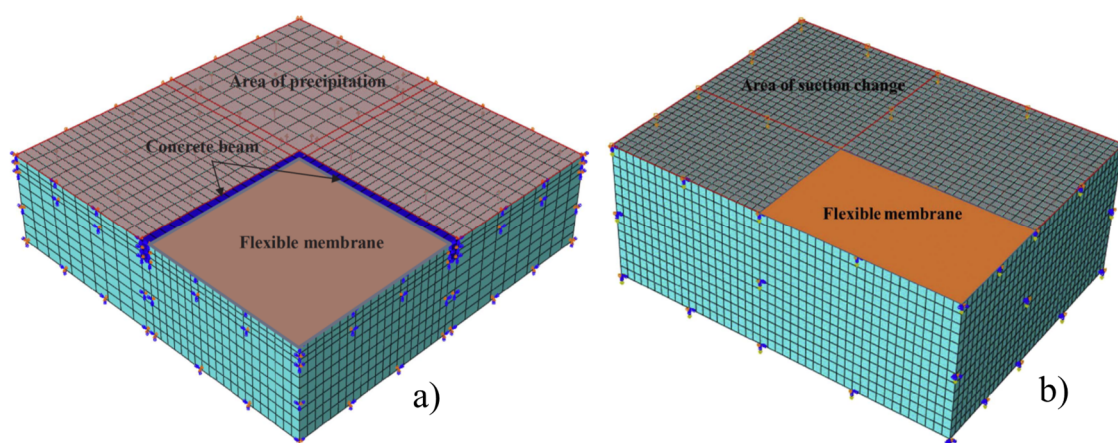 Area of precipitation
Concrete beam
Flexible membrane
a)
Area of suction change
Flexible membrane
b)